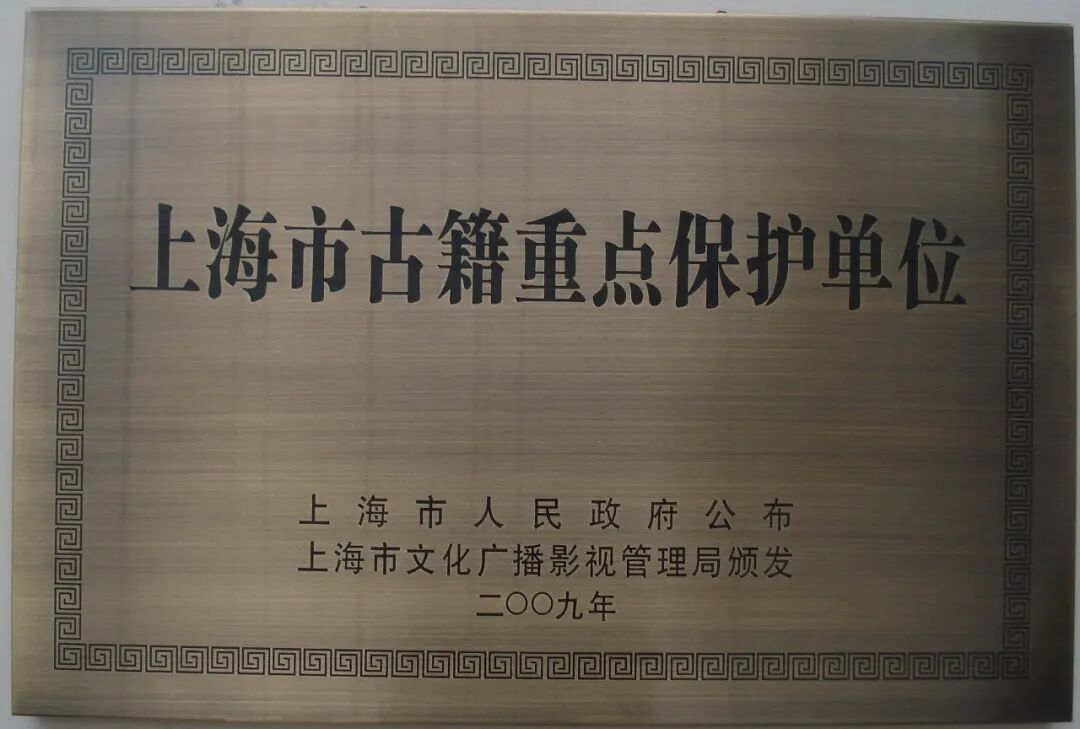 上海市古籍重点保护单位
上海市人民政府公布
上海市文化广播影视管理局颁发
二〇〇九年